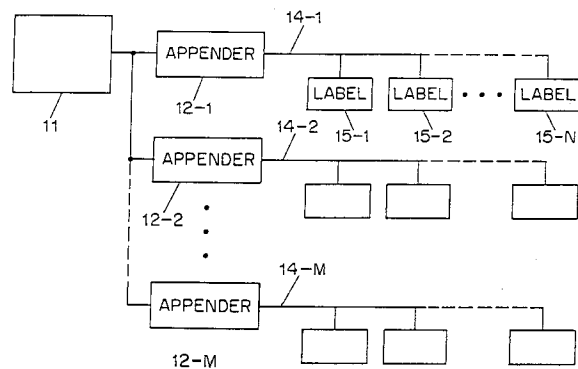 14-1
APPENDER
11
12-1
LABEL LABEL LABEL
15-1 15-2 15-N
14-2
APPENDER
12-2
14-M
APPENDER
12-M